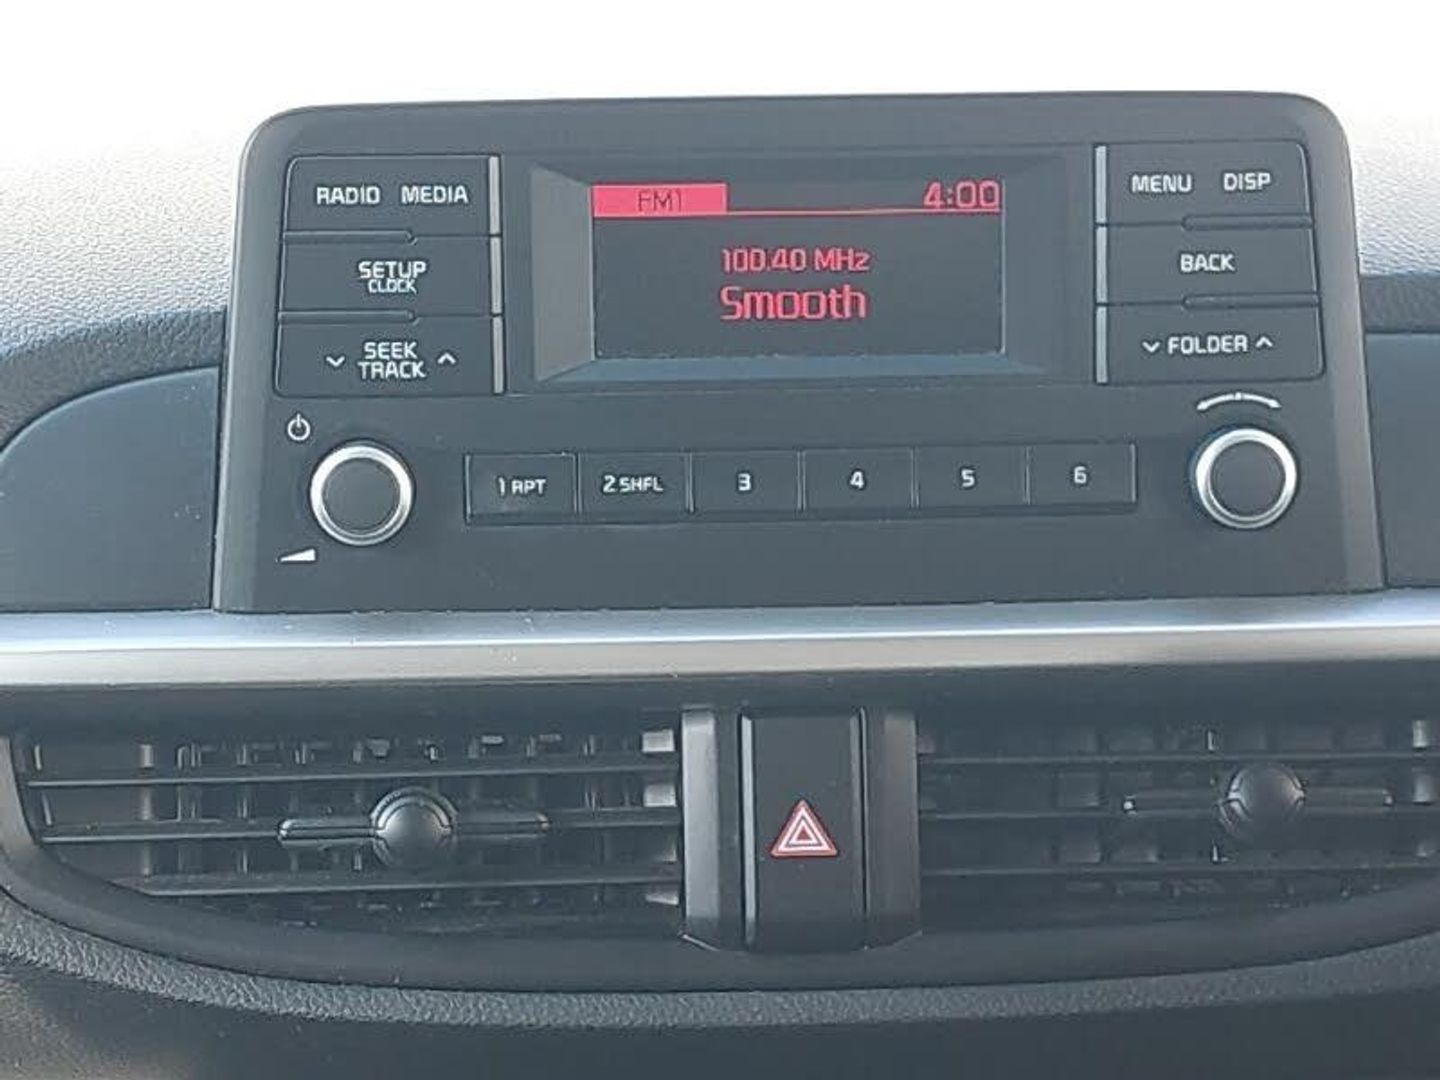 RADIO MEDIA
SETUP
CLOCK
SEEK
TRACK
FM1 4:00
100.40 MHz
Smooth
MENU DISP
BACK
FOLDER
1 RPT 2 SHFL 3 4 5 6